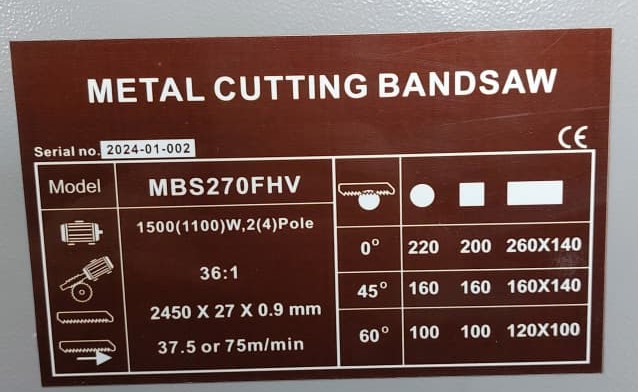 METAL CUTTING BANDSAW
CE
Serial no. 2024-01-002
Model MBS270FHV
1500(1100)W,2(4)Pole
36:1
2450 X 27 X 0.9 mm
37.5 or 75m/min
0° 220 200 260X140
45° 160 160 160X140
60° 100 100 120X100